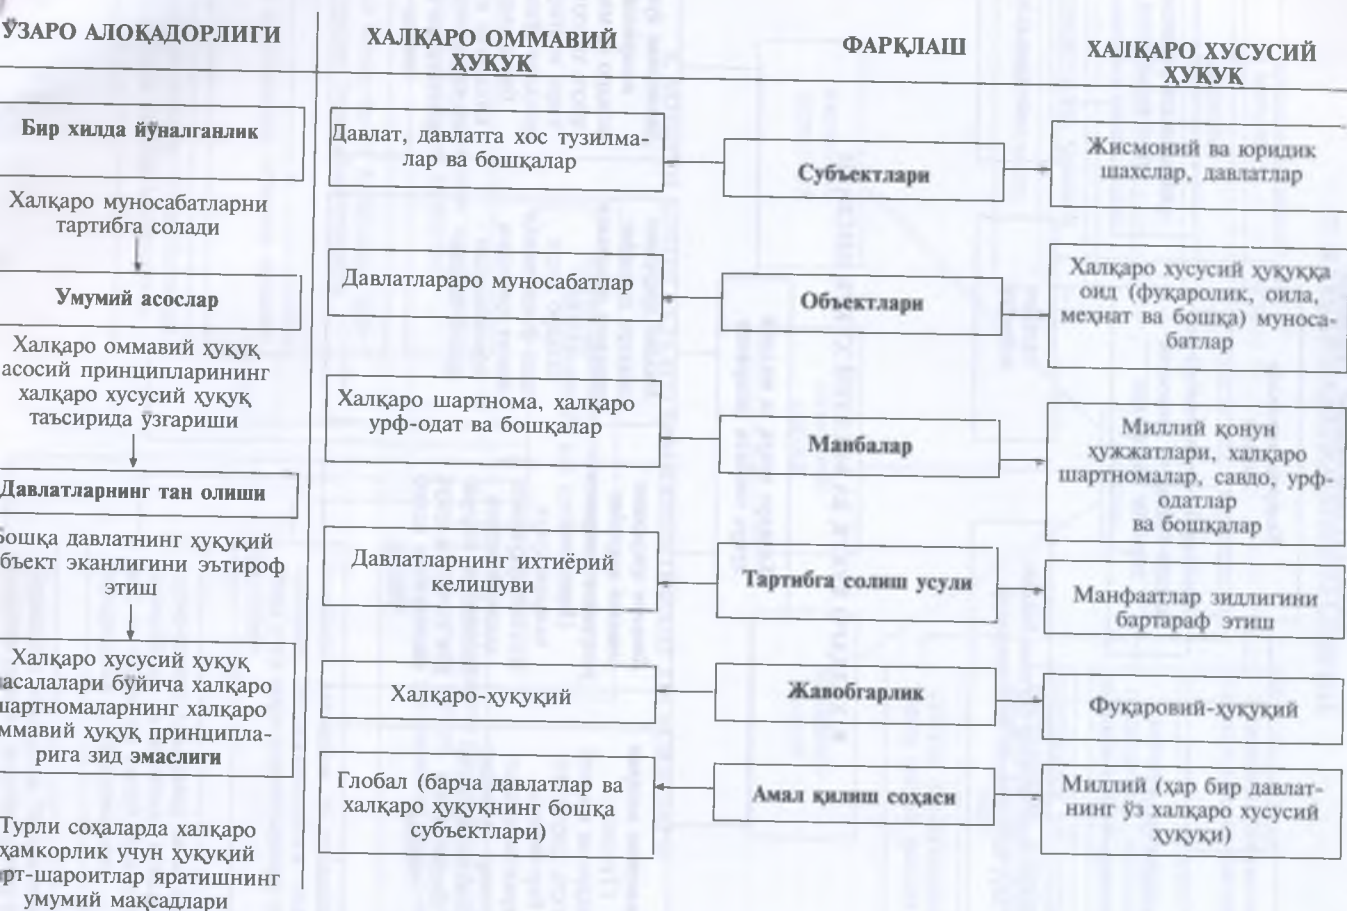 ЎЗАРО АЛОҚАДОРЛИГИ
Бир хилда йўналганлик
Халқаро муносабатларни
тартибга солади
Умумий асослар
Халқаро оммавий ҳуқуқ
асосий принципларининг
халқаро хусусий ҳуқуқ
таъсирида ўзгариши
Давлатларнинг тан олиши
Бошқа давлатнинг ҳуқуқий
объект эканлигини эътироф
этиш
Халқаро хусусий ҳуқуқ
масалалари бўйича халқаро
шартномаларнинг халқаро
оммавий ҳуқуқ принципла-
рига зид эмаслиги
Турли соҳаларда халқаро
ҳамкорлик учун ҳуқуқий
шарт-шароитлар яратишнинг
умумий мақсадлари
ХАЛҚАРО ОММАВИЙ
ҲУҚУҚ
ФАРҚЛАШ
ХАЛҚАРО ХУСУСИЙ
ҲУҚУҚ
Давлат, давлатга хос тузилма-
лар ва бошқалар
Субъектлари
Жисмоний ва юридик
шахслар, давлатлар
Давлатлараро муносабатлар
Объектлари
Халқаро хусусий ҳуқуққа
оид (фуқаролик, оила,
меҳнат ва бошқа) муноса-
батлар
Халқаро шартнома, халқаро
урф-одат ва бошқалар
Манбалар
Миллий қонун
ҳужжатлари, халқаро
шартномалар, савдо, урф-
одатлар
ва бошқалар
Давлатларнинг ихтиёрий
келишуви
Тартибга солиш усули
Манфаатлар зидлигини
бартараф этиш
Халқаро-ҳуқуқий
Жавобгарлик
Фуқаровий-ҳуқуқий
Глобал (барча давлатлар ва
халқаро ҳуқуқнинг бошқа
субъектлари)
Амал қилиш соҳаси
Миллий (ҳар бир давлат-
нинг ўз халқаро хусусий
ҳуқуқи)